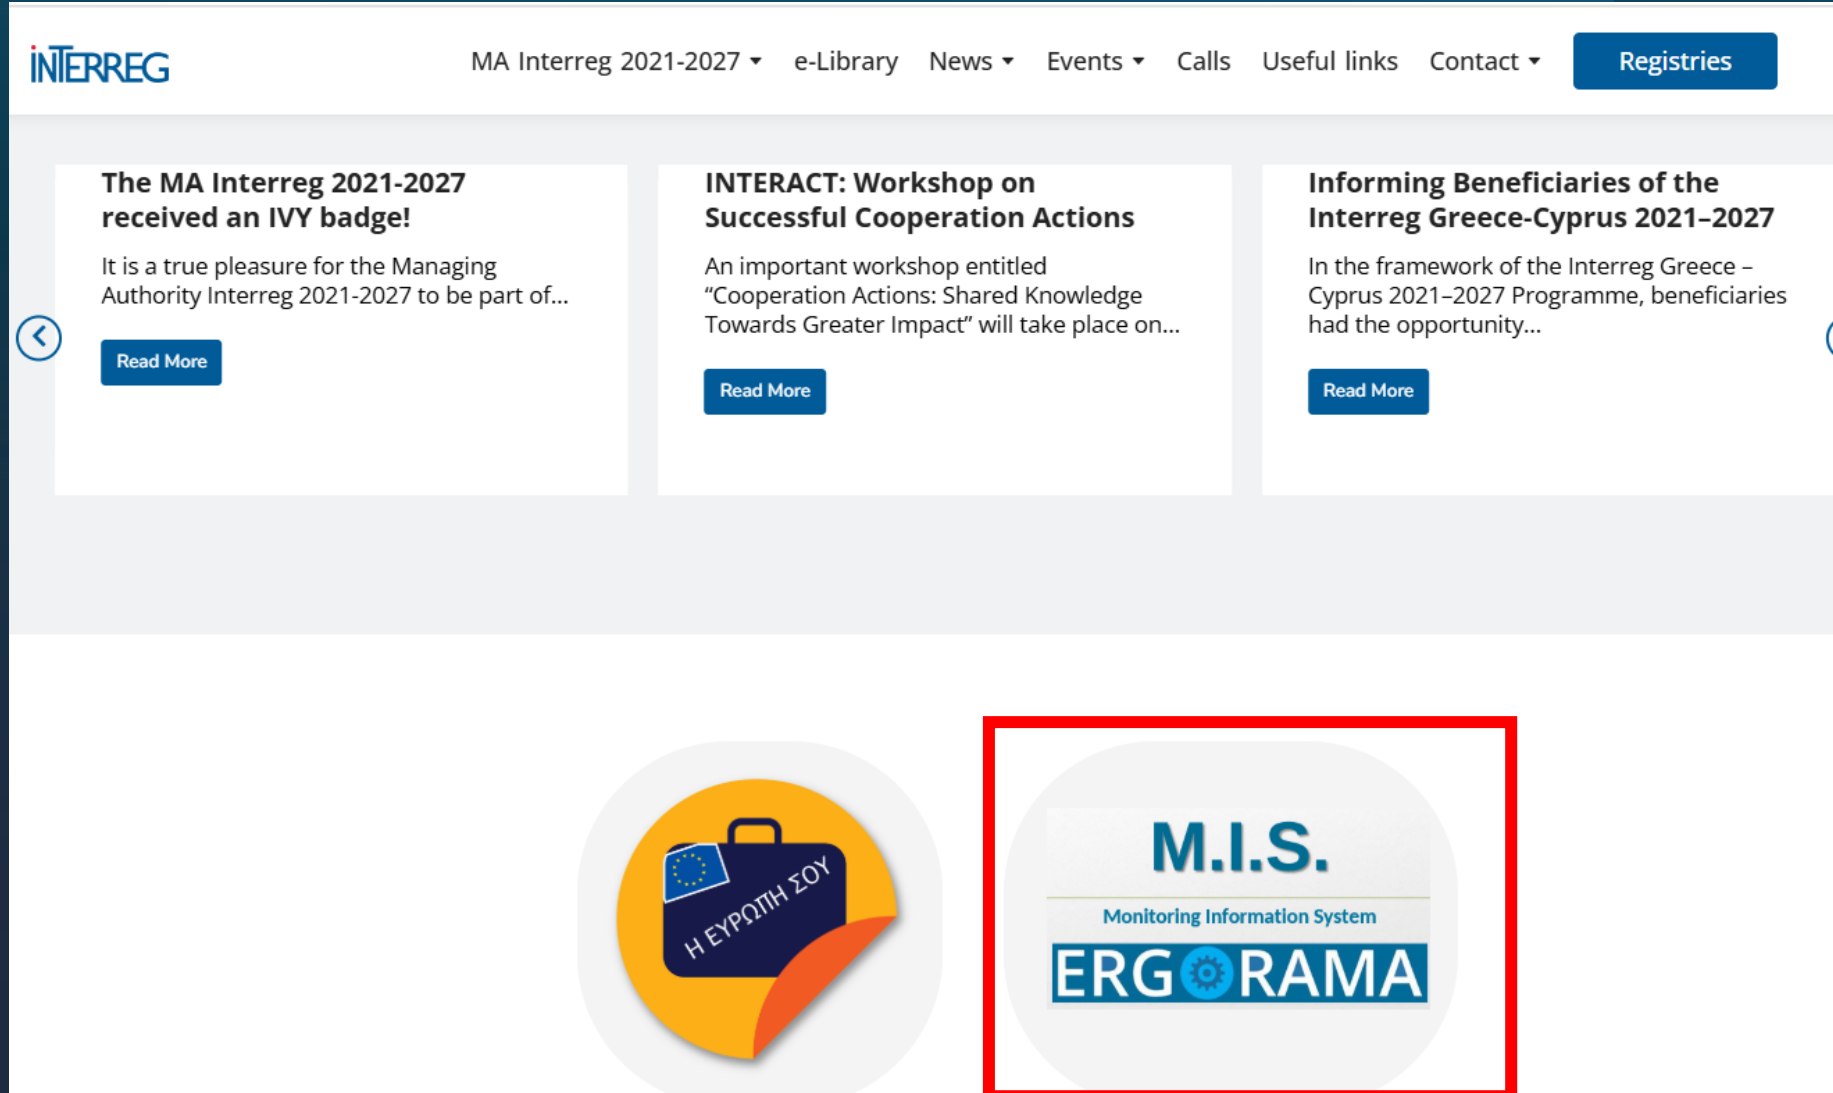 iNTERREG
MA Interreg 2021-2027
e-Library
News
Events
Calls
Useful links
Contact
Registries
The MA Interreg 2021-2027
received an IVY badge!
It is a true pleasure for the Managing
Authority Interreg 2021-2027 to be part of...
Read More
INTERACT: Workshop on
Successful Cooperation Actions
An important workshop entitled
“Cooperation Actions: Shared Knowledge
Towards Greater Impact” will take place on...
Read More
Informing Beneficiaries of the
Interreg Greece-Cyprus 2021–2027
In the framework of the Interreg Greece –
Cyprus 2021–2027 Programme, beneficiaries
had the opportunity...
Read More
Η ΕΥΡΩΠΗ ΣΟΥ
M.I.S.
Monitoring Information System
ERGORAMA